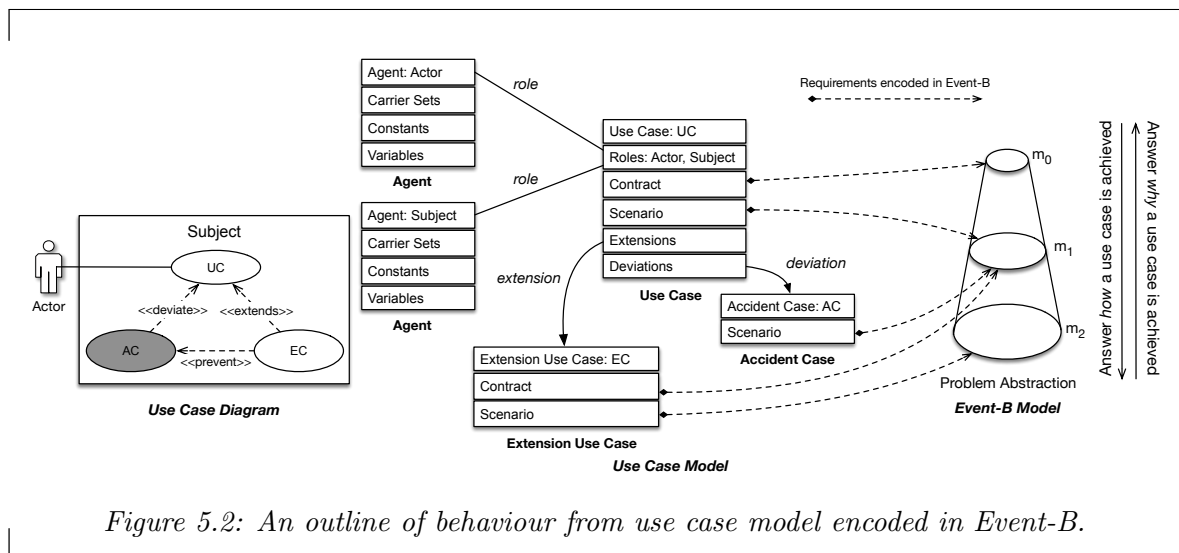 Agent: Actor
Carrier Sets
Constants
Variables
Agent
role
Agent: Subject
Carrier Sets
Constants
Variables
Agent
role
Subject
UC
<<deviate>>
<<extends>>
AC
EC
<<prevent>>
Actor
Use Case Diagram
Use Case: UC
Roles: Actor, Subject
Contract
Scenario
Extensions
Deviations
Use Case
extension
deviation
Accident Case: AC
Scenario
Accident Case
Extension Use Case: EC
Contract
Scenario
Extension Use Case
Use Case Model
Requirements encoded in Event-B
m0
m1
m2
Problem Abstraction
Event-B Model
Answer how a use case is achieved
Answer why a use case is achieved
Figure 5.2: An outline of behaviour from use case model encoded in Event-B.